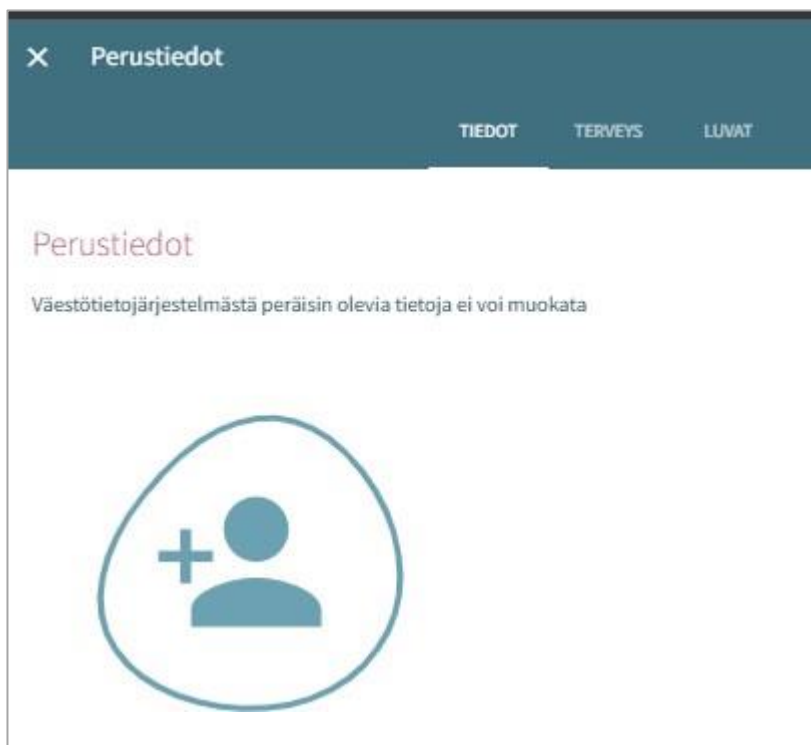 Perustiedot
TIEDOT TERVEYS LUVAT
Perustiedot
Väestötietojärjestelmästä peräisin olevia tietoja ei voi muokata